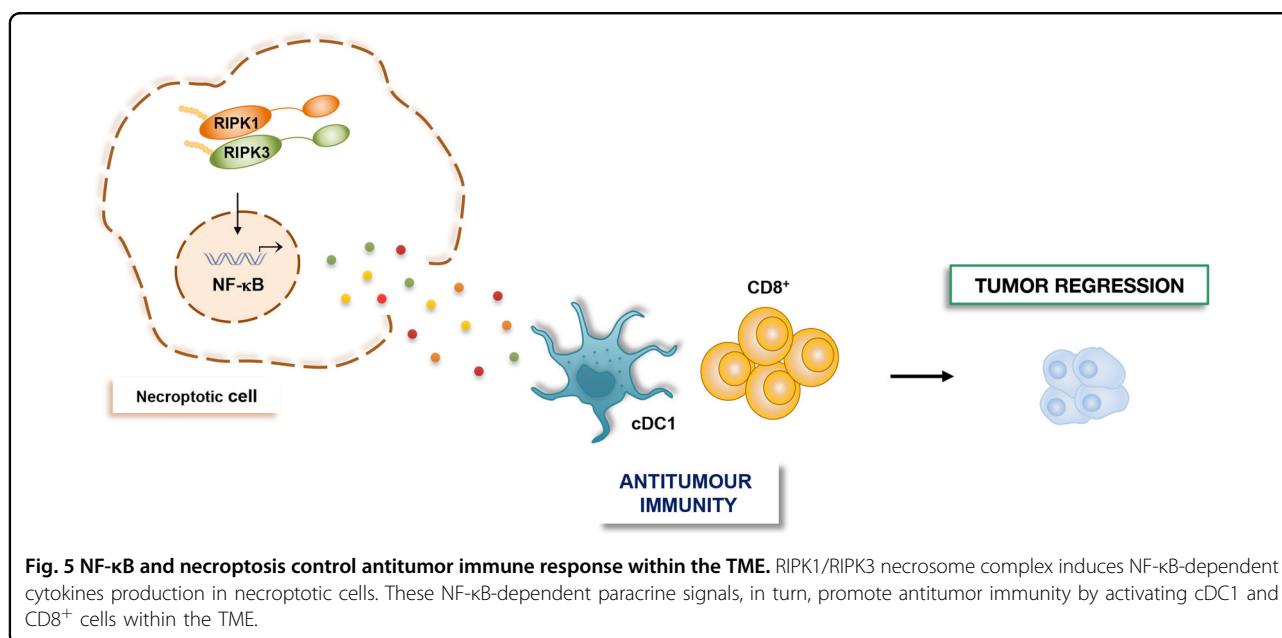 RIPK1
RIPK3
NF-κB
Necroptotic cell
cDC1
CD8⁺
ANTITUMOUR
IMMUNITY
TUMOR REGRESSION
Fig. 5 NF-κB and necroptosis control antitumor immune response within the TME. RIPK1/RIPK3 necrosome complex induces NF-κB-dependent
cytokines production in necroptotic cells. These NF-κB-dependent paracrine signals, in turn, promote antitumor immunity by activating cDC1 and
CD8⁺ cells within the TME.